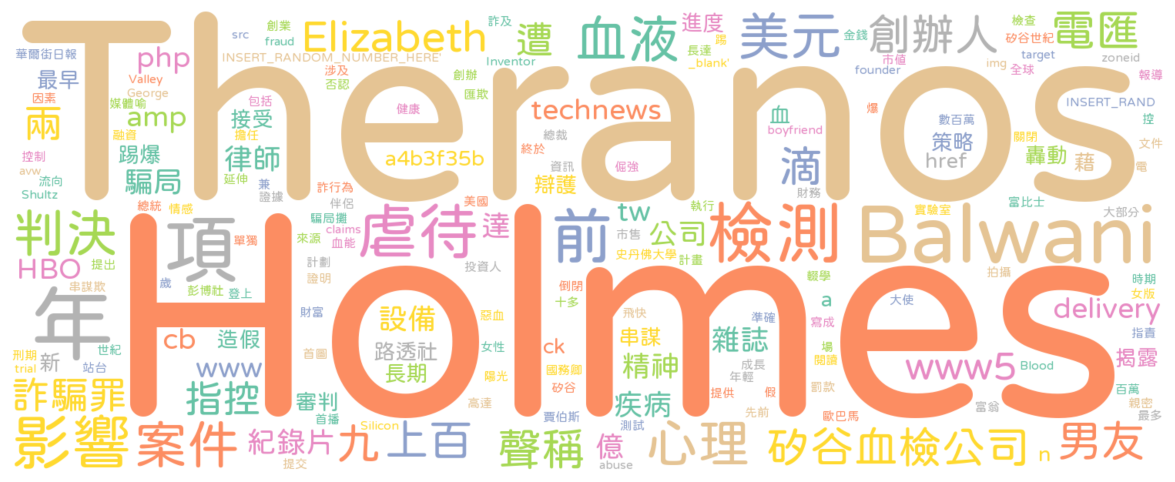 Theranos
Holmes
華爾街日報
src
創業
fraud
Elizabeth
詐及
遭
血液
進度
美元
創辦人
檢查
矽谷世紀
電匯
最早
php
INSERT_RANDOM_NUMBER_HERE'
涉及
否認
創辦
匯欺
Inventor
長達
_blank'
金錢
市值
founder
target
img
全球
zoneid
報導
因素
Valley
George
媒體喻
包括
健康
technews
血
boyfriend
爆
數百萬
INSERT_RAND
控
兩
amp
接受
融資
擔任
踢爆
律師
a4b3f35b
總裁
終於
資訊
倔強
滴
策略
href
關閉
轟動
藉
文件
電
控制
avw
流向
Shultz
騙局
延伸
兼
證據
詐行為
伴侶
辯護
財務
總統
情感
美國
執行
實驗室
富比士
大部分
判決
項
單獨
騙局攤
claims
來源
血能
虐待
達
前
tw
市售
公司
史丹佛大學
計畫
檢測
Balwani
HBO
提出
串謀欺
年
歲
彭博社
登上
計劃
證明
投資人
倒閉
十多
輟學
拍攝
時期
女版
財富
設備
惡血
飛快
準確
a
大使
寫成
delivery
指責
新
世紀
cb
造假
首圖
路透社
女性
ck
串謀
雜誌
場
閱讀
刑期
trial
站台
www
長期
陽光
國務卿
矽谷
精神
成長
年輕
www5
Blood
揭露
詐騙罪
指控
審判
首播
高達
賈伯斯
疾病
提供
假
罰款
百萬
親密
最多
影響
案件
紀錄片
提交
九
Silicon
上百
聲稱
測試
億
abuse
心理
先前
歐巴馬
富翁
矽谷血檢公司
n
男友